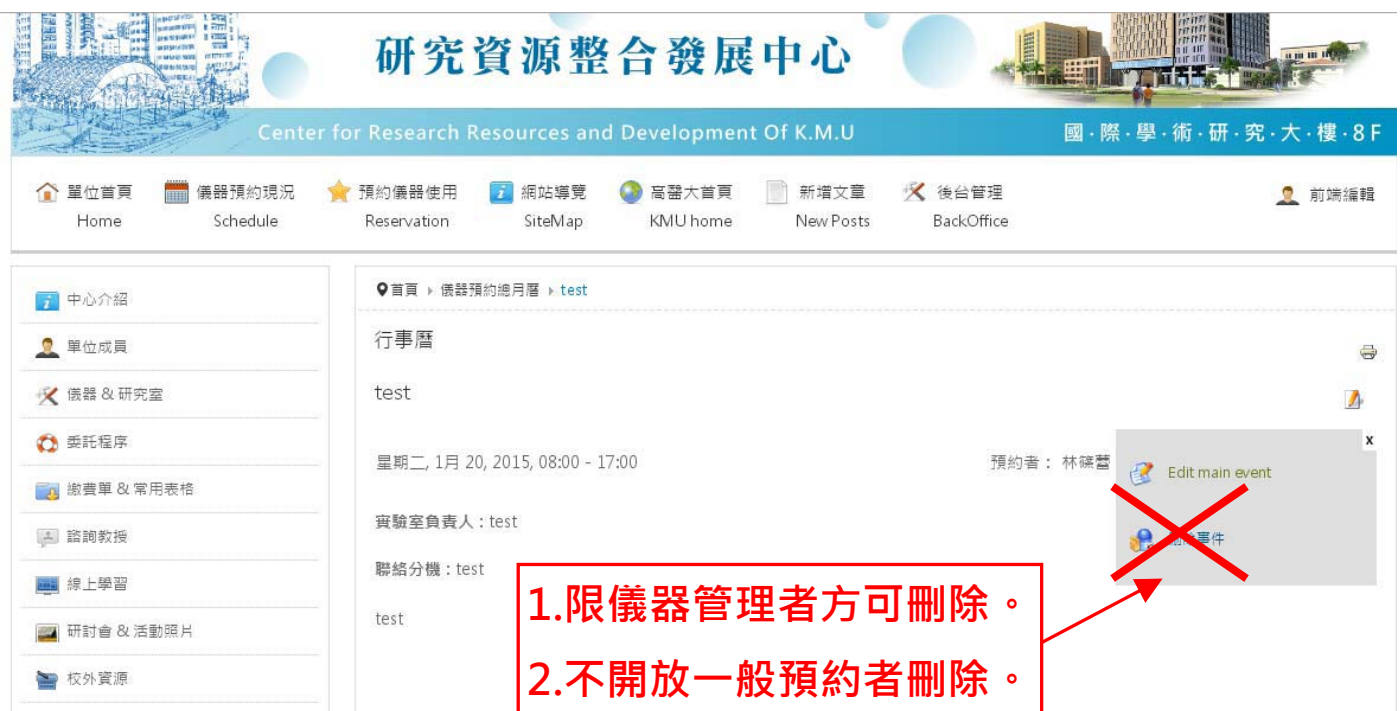 研究資源整合發展中心
Center for Research Resources and Development Of K.M.U
國‧際‧學‧術‧研‧究‧大‧樓‧8F
單位首頁 儀器預約現況 預約儀器使用 網站導覽 高醫大首頁 新增文章 後台管理 前端編輯
Home Schedule Reservation SiteMap KMU home New Posts BackOffice
中心介紹
單位成員
儀器 & 研究室
委託程序
繳費單 & 常用表格
諮詢教授
線上學習
研討會 & 活動照片
校外資源
首頁 儀器預約總月曆 test
行事曆
test
星期二, 1月 20, 2015, 08:00 - 17:00
預約者： 林篠
x
Edit main event
刪除事件
實驗室負責人：test
聯絡分機：test
test
1.限儀器管理者方可刪除。
2.不開放一般預約者刪除。